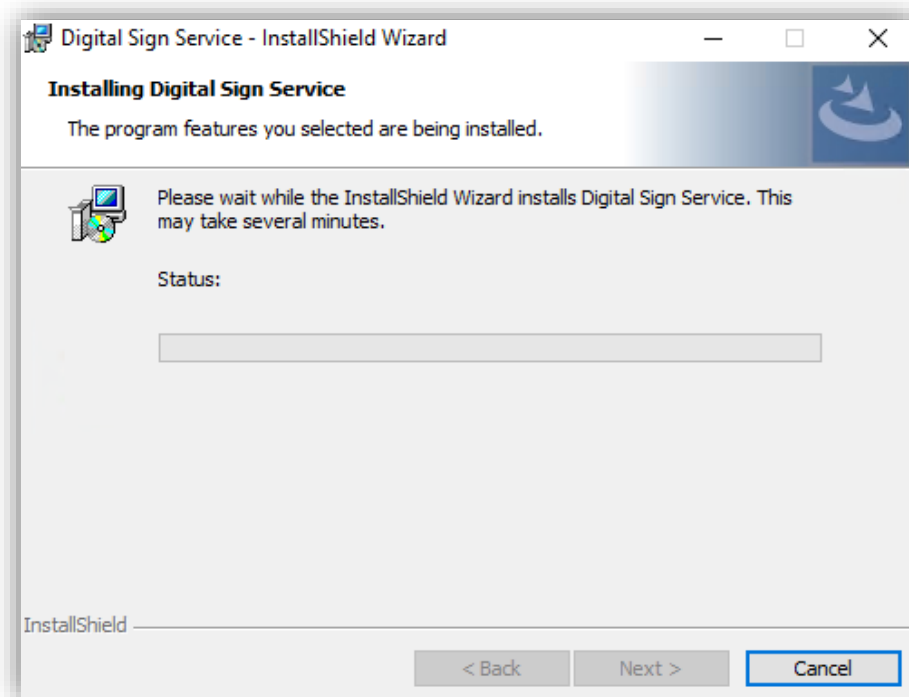 Digital Sign Service - InstallShield Wizard
Installing Digital Sign Service
The program features you selected are being installed.
Please wait while the InstallShield Wizard installs Digital Sign Service. This
may take several minutes.
Status:
InstallShield
< Back
Next >
Cancel